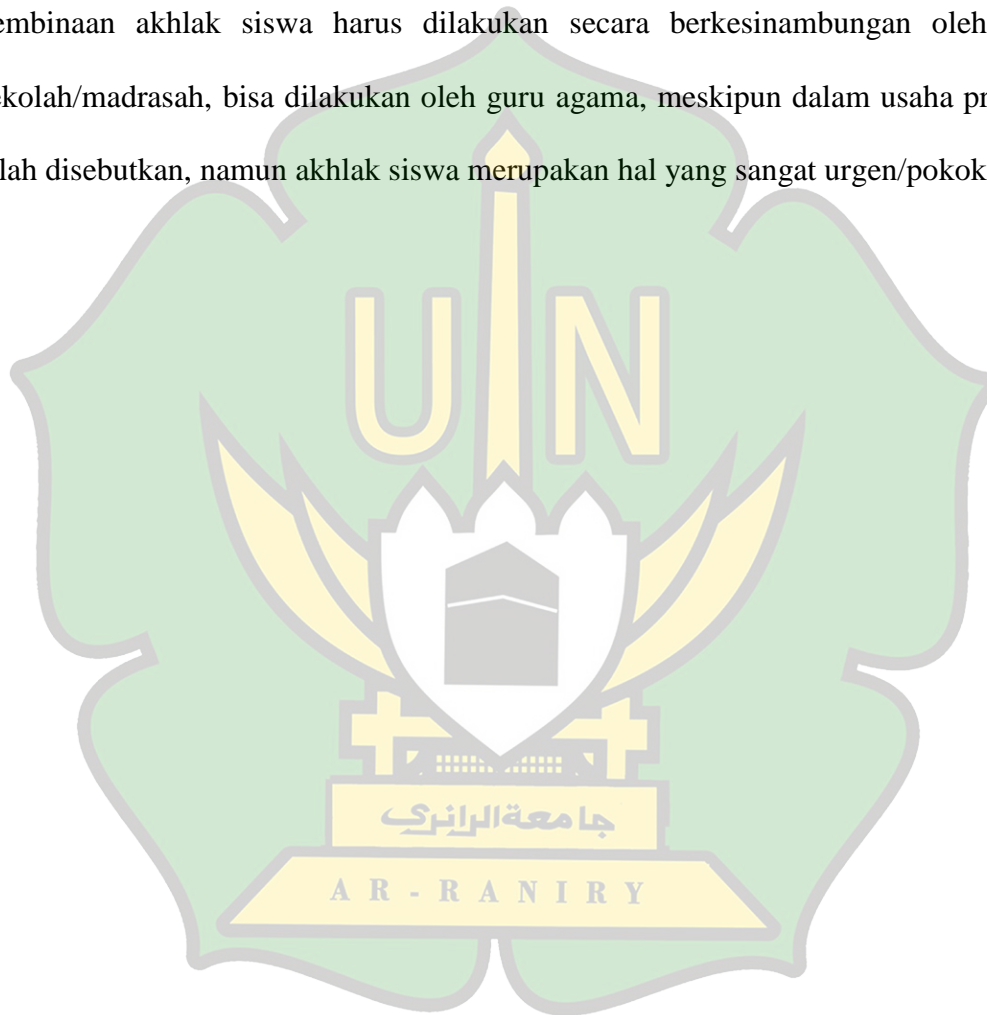 embinaan akhlak siswa harus dilakukan secara berkesinambungan oleh
ekolah/madrasah, bisa dilakukan oleh guru agama, meskipun dalam usaha pr
lah disebutkan, namun akhlak siswa merupakan hal yang sangat urgen/pokok
UIN
جامعة الرانري
AR-RANIRY